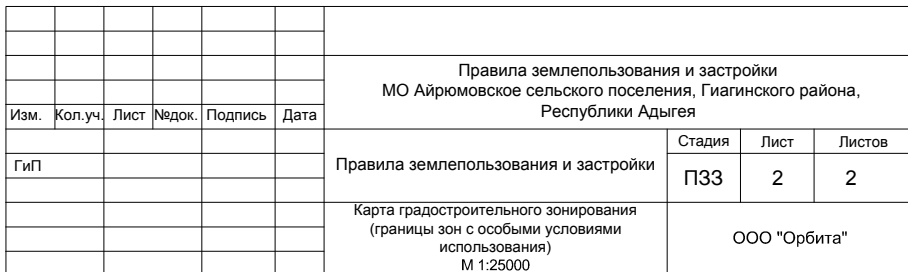 Правила землепользования и застройки
МО Айрюмовское сельского поселения, Гиагинского района,
Республики Адыгея
Изм. Кол.уч. Лист №док. Подпись Дата
Стадия Лист Листов
ГиП
Правила землепользования и застройки
ПЗЗ 2 2
Карта градостроительного зонирования
(границы зон с особыми условиями
использования)
М 1:25000
ООО "Орбита"